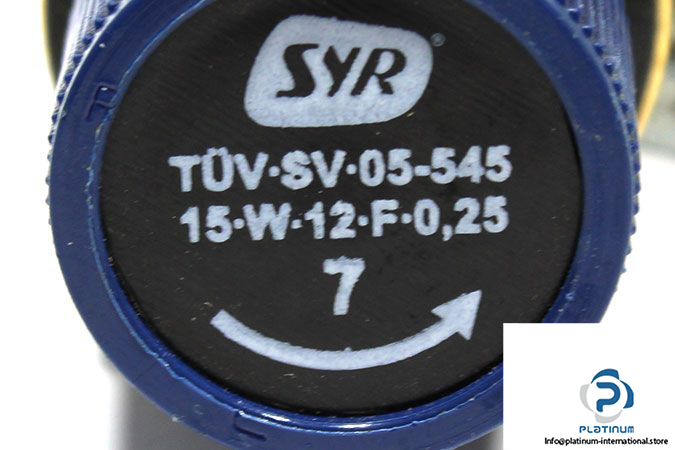 SYR®
TÜV·SV·05-545
15·W·12·F·0,25
7
PLATINUM
Info@platinum-international.store